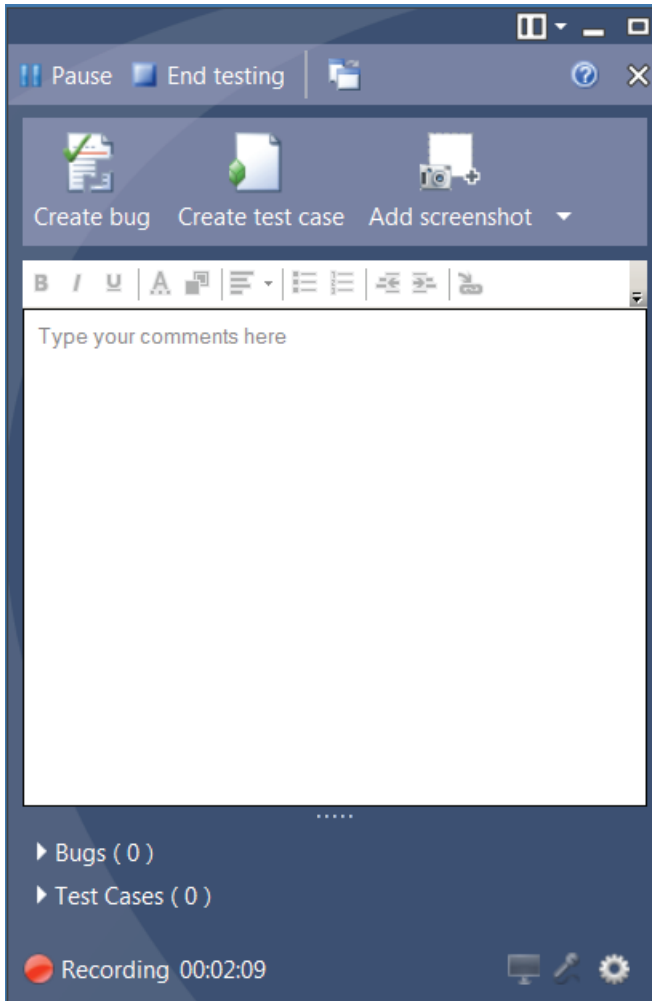 Pause End testing
Create bug Create test case Add screenshot
B I U A
Type your comments here
Bugs ( 0 )
Test Cases ( 0 )
Recording 00:02:09